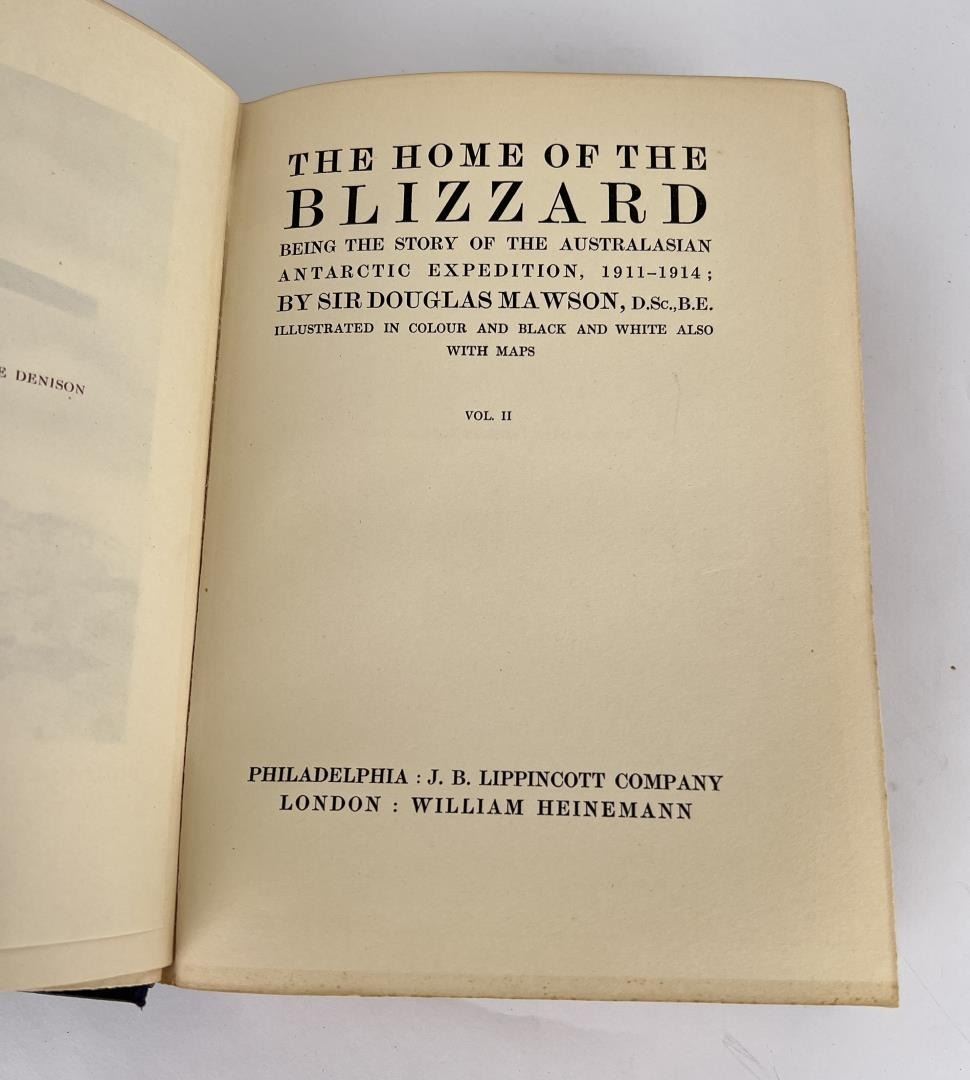 E DENISON
THE HOME OF THE
BLIZZARD
BEING THE STORY OF THE AUSTRALASIAN
ANTARCTIC EXPEDITION, 1911-1914;
BY SIR DOUGLAS MAWSON, D.Sc., B.E.
ILLUSTRATED IN COLOUR AND BLACK AND WHITE ALSO
WITH MAPS
VOL. II
PHILADELPHIA : J. B. LIPPINCOTT COMPANY
LONDON : WILLIAM HEINEMANN